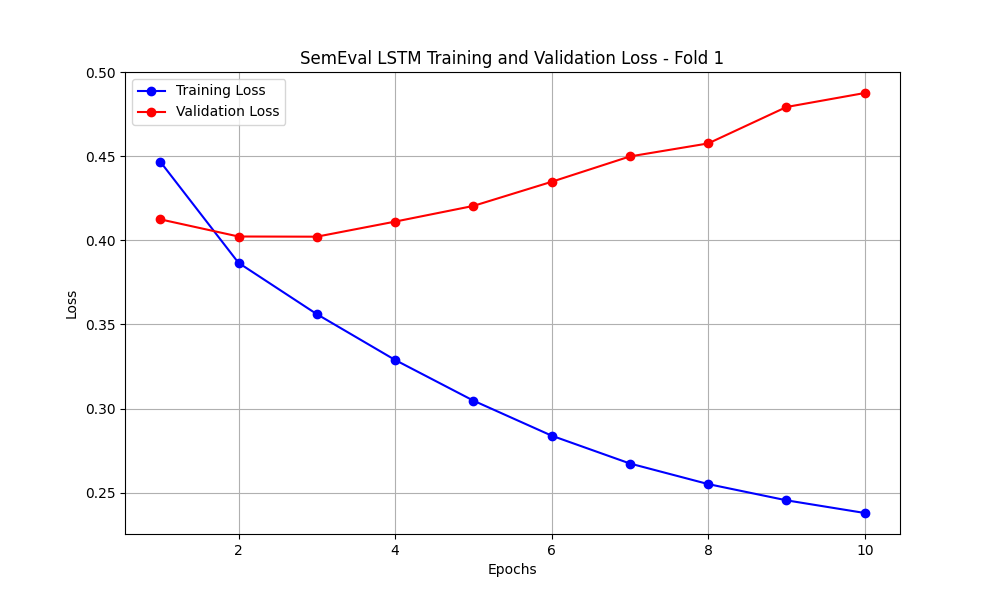 SemEval LSTM Training and Validation Loss - Fold 1
Training Loss
Validation Loss
0.50
0.45
0.40
0.35
0.30
0.25
Loss
2 4 6 8 10
Epochs